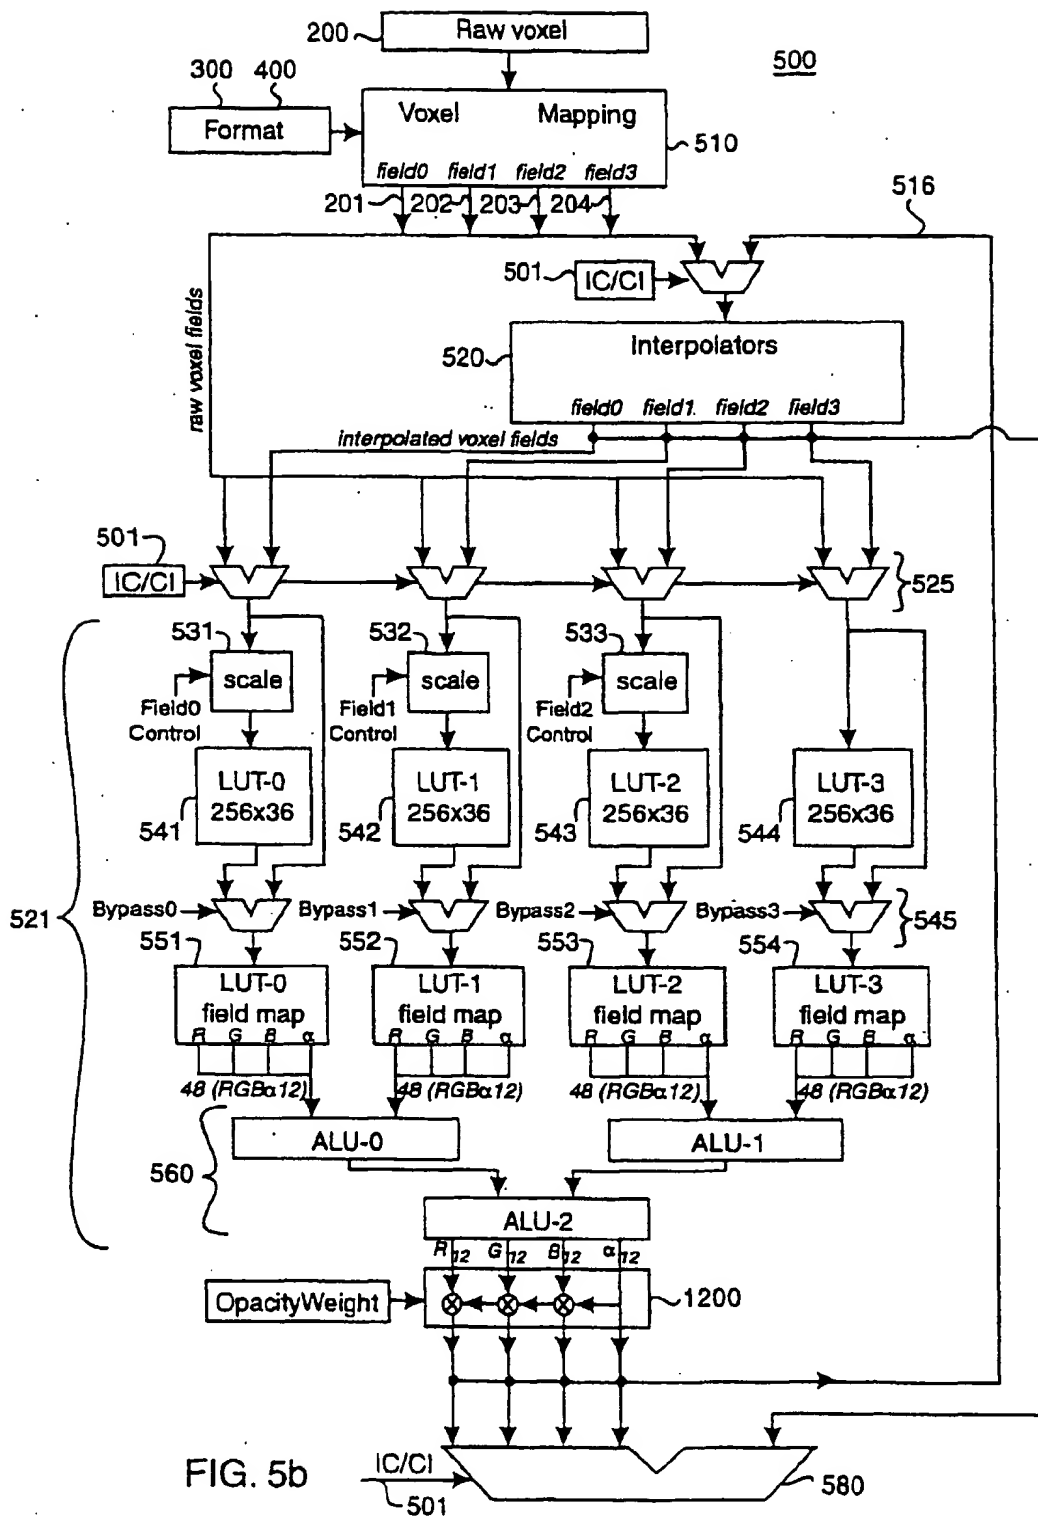 200
Raw voxel
500
300
400
Format
Voxel Mapping
510
field0 field1 field2 field3
201
202
203
204
516
501
IC/CI
raw voxel fields
520
Interpolators
field0 field1 field2 field3
interpolated voxel fields
501
IC/CI
525
531
532
533
scale
scale
scale
Field0
Control
Field1
Control
Field2
Control
LUT-0
256x36
LUT-1
256x36
LUT-2
256x36
LUT-3
256x36
541
542
543
544
521
Bypass0
Bypass1
Bypass2
Bypass3
545
551
552
553
554
LUT-0
field map
LUT-1
field map
LUT-2
field map
LUT-3
field map
R G B α
R G B α
R G B α
R G B α
48 (RGBα12)
48 (RGBα12)
48 (RGBα12)
48 (RGBα12)
ALU-0
ALU-1
560
ALU-2
R12 G12 B12 α12
OpacityWeight
1200
FIG. 5b
IC/CI
501
580